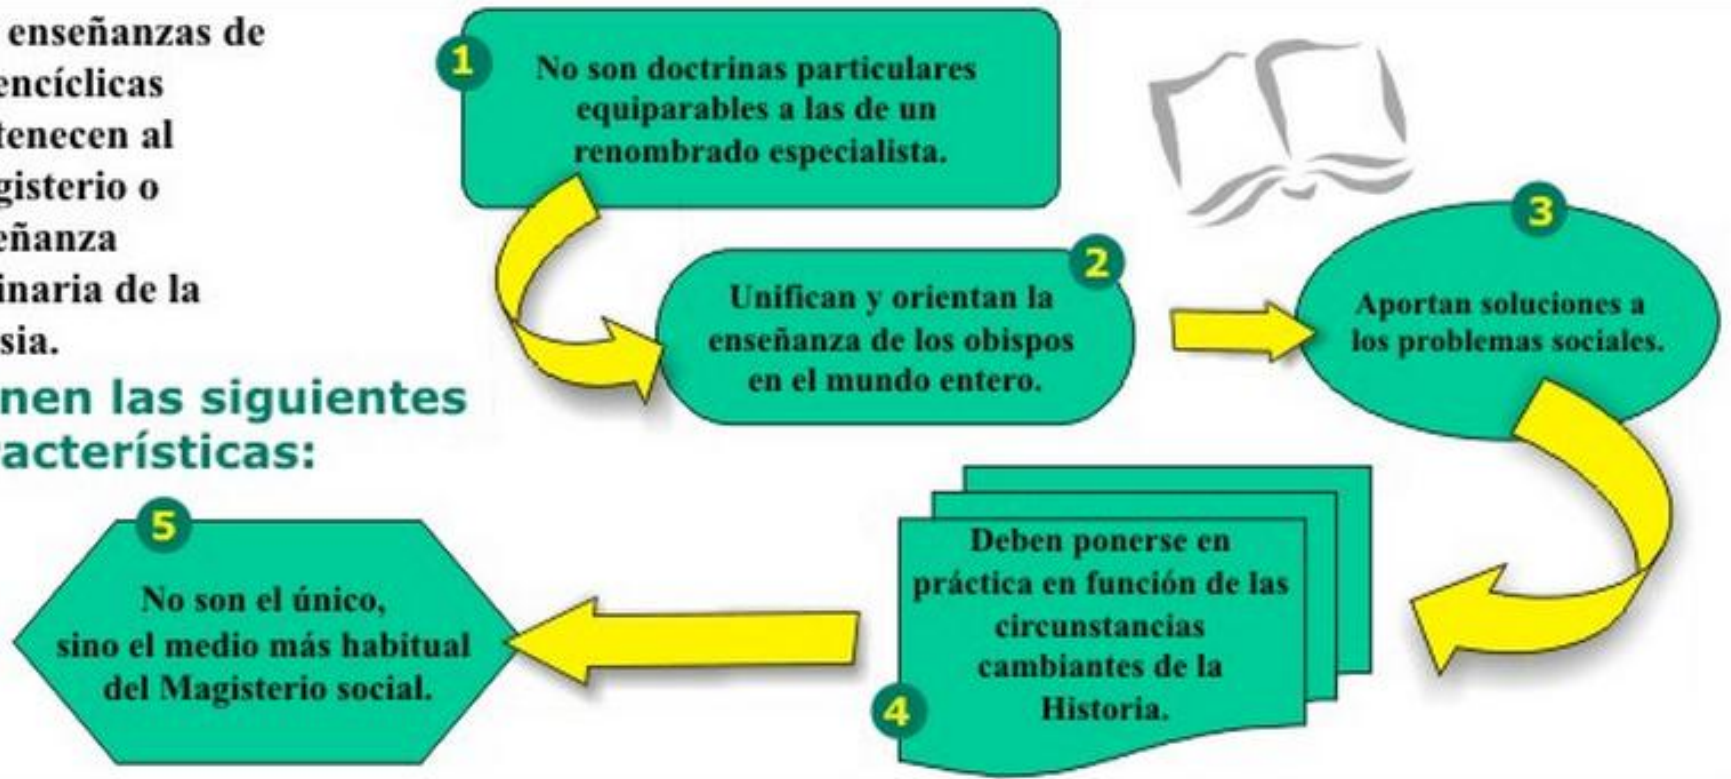 enseñanzas de
encíclicas
tenecen al
gisterio o
eñanza
inaria de la
sia.
nen las siguientes
acterísticas:
1
No son doctrinas particulares
equiparables a las de un
renombrado especialista.
2
Unifican y orientan la
enseñanza de los obispos
en el mundo entero.
3
Aportan soluciones a
los problemas sociales.
4
Deben ponerse en
práctica en función de las
circunstancias
cambiantes de la
Historia.
5
No son el único,
sino el medio más habitual
del Magisterio social.